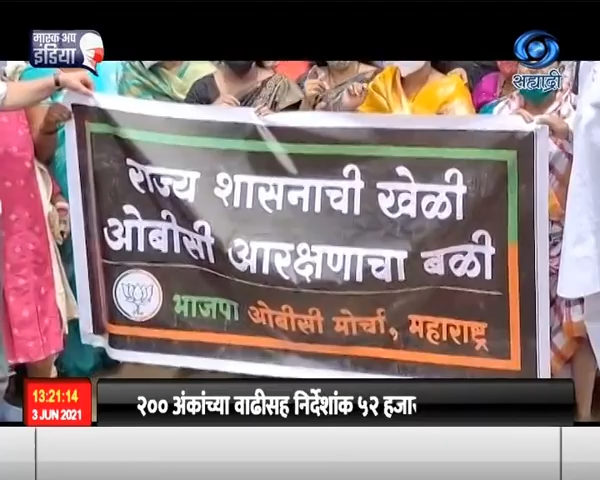 मास्क अप
इंडिया
सह्याद्रि
राज्य शासनाची खेळी
ओबीसी आरक्षणाचा बळी
भाजपा ओबीसी मोर्चा, महाराष्ट्र
13:21:14
3 JUN 2021
२०० अंकांच्या वाढीसह निर्देशांक ५२ हजार